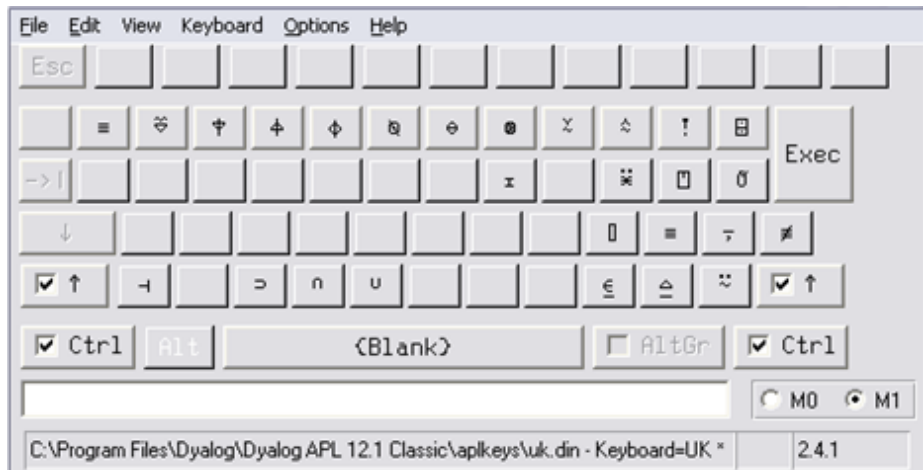 File Edit View Keyboard Options Help
Esc
≡ ⍫ ⍒ ⍋ ⌽ ⍉ ⊖ ⍟ ⍱ ⍲ ! ⌹
Exec
->|
⌶ ⍣ ⍞ ⍬
↓ ⌷ ≡ ⍪ ≢
↑ ⊣ ⊃ ∩ ∪ ⍷ ⍙ ⍨ ↑
Ctrl Alt {Blank} AltGr Ctrl
M0 M1
C:\Program Files\Dyalog\Dyalog APL 12.1 Classic\aplkeys\uk.din - Keyboard=UK * 2.4.1